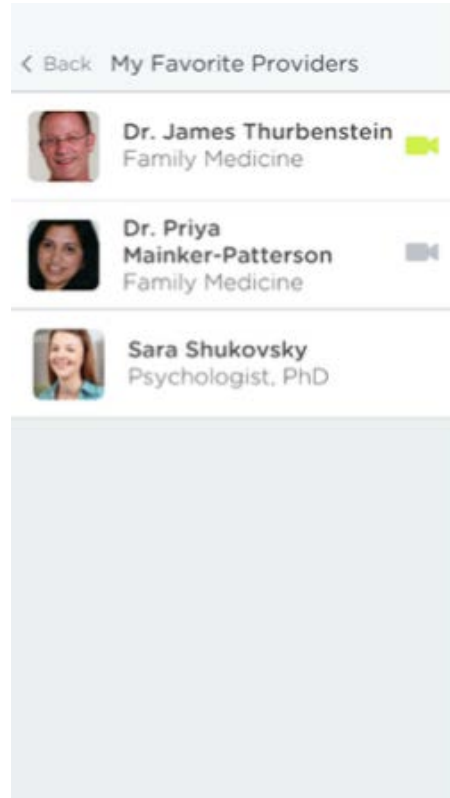 Back My Favorite Providers
Dr. James Thurbenstein
Family Medicine
Dr. Priya
Mainker-Patterson
Family Medicine
Sara Shukovsky
Psychologist, PhD